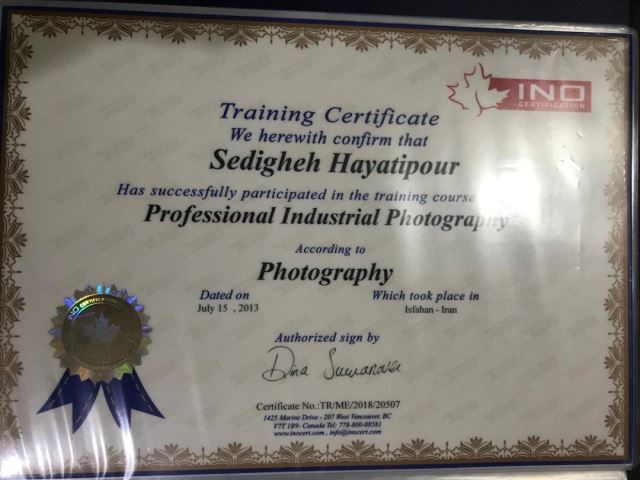 INO
CERTIFICATION
Training Certificate
We herewith confirm that
Sedigheh Hayatipour
Has successfully participated in the training course
Professional Industrial Photography
According to
Photography
Dated on
July 15 , 2013
Which took place in
Isfahan - Iran
Authorized sign by
Dina
Certificate No.:TR/ME/2018/20507
1425 Marine Drive - 207 West Vancouver, BC
V7T 1B9- Canada Tel: 778-800-08581
www.inocert.com , info@inocert.com